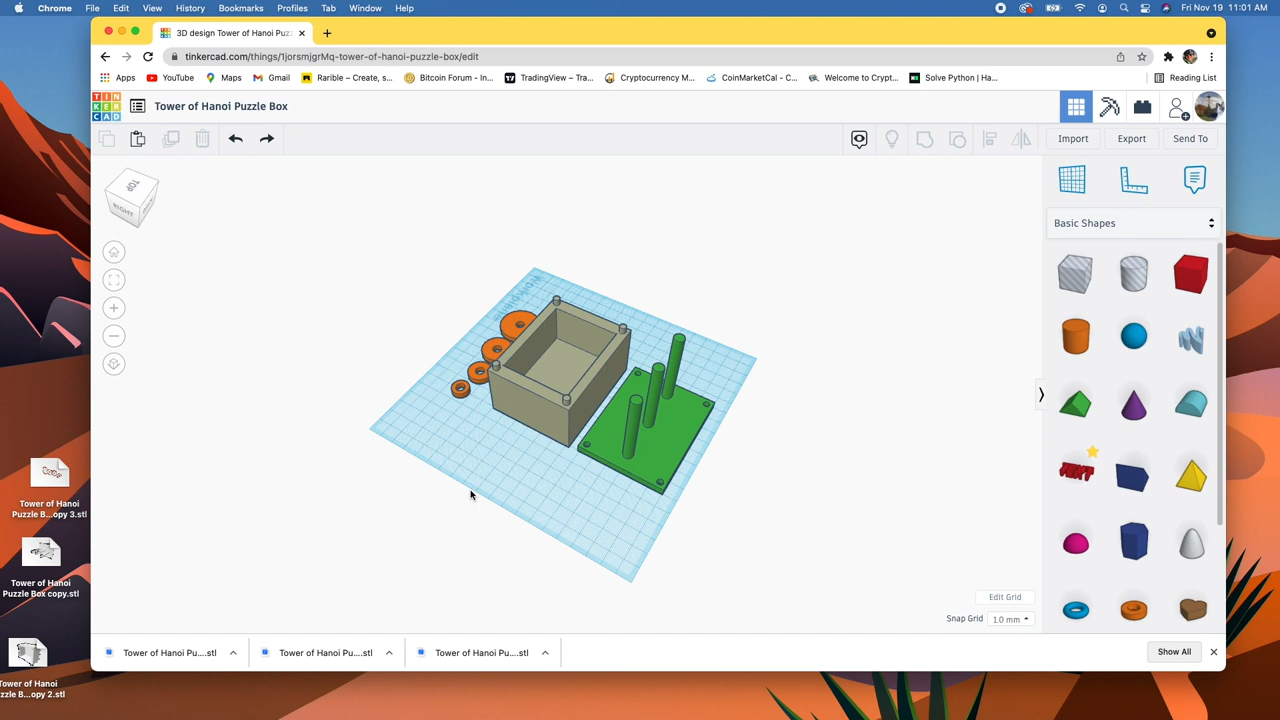 Chrome File Edit View History Bookmarks Profiles Tab Window Help Fri Nov 19 11:01 AM
3D design Tower of Hanoi Puz
tinkercad.com/things/1jorsmjgrMq-tower-of-hanoi-puzzle-box/edit
Apps YouTube Maps Gmail Rarible – Create, s... Bitcoin Forum - In... TradingView – Tra... Cryptocurrency M... CoinMarketCal - C... Welcome to Crypt... Solve Python | Ha... Reading List
TIN
KER
CAD
Tower of Hanoi Puzzle Box
Import Export Send To
TOP
RIGHT
Basic Shapes
Workplane
TEXT
Tower of Hanoi
Puzzle B...opy 3.stl
Tower of Hanoi
Puzzle Box copy.stl
Tower of Hanoi
zzle B...opy 2.stl
Edit Grid
Snap Grid 1.0 mm
Tower of Hanoi Pu....stl Tower of Hanoi Pu....stl Tower of Hanoi Pu....stl Show All